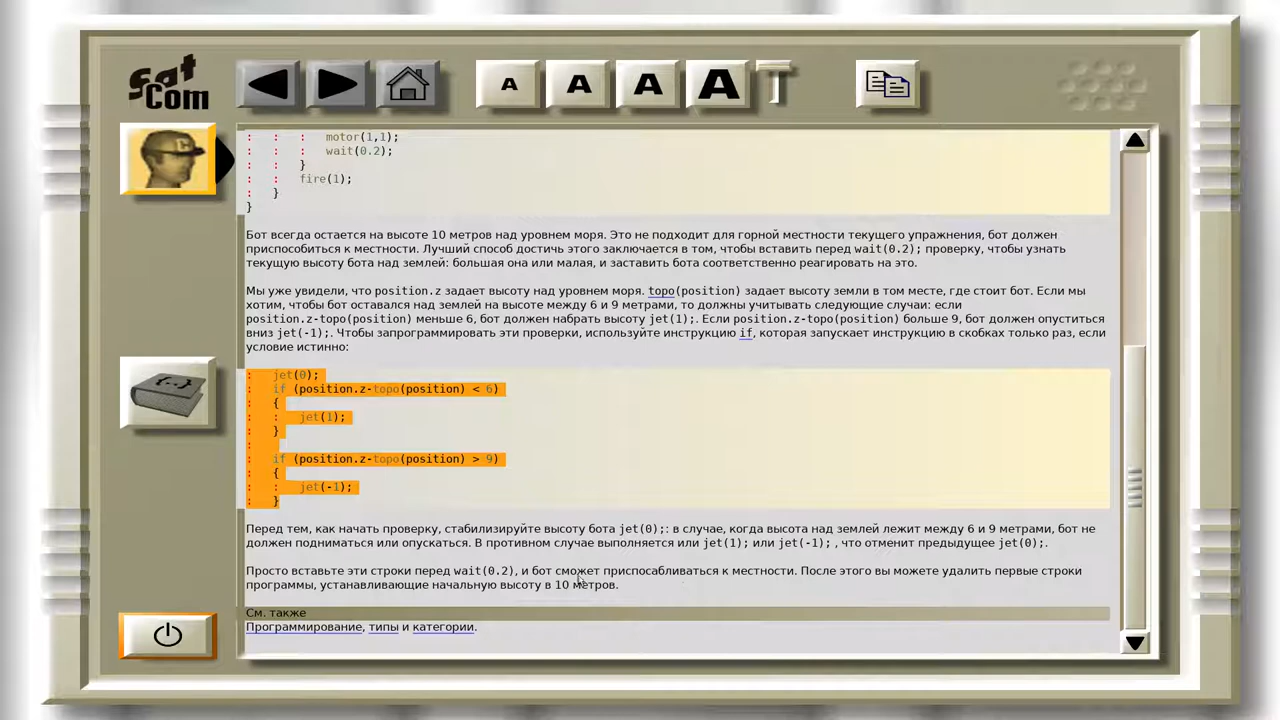 Sat
Com
A A A A T
: : : motor(1,1);
: : : wait(0.2);
: : }
: : fire(1);
: }
}
Бот всегда остается на высоте 10 метров над уровнем моря. Это не подходит для горной местности текущего упражнения, бот должен
приспособиться к местности. Лучший способ достичь этого заключается в том, чтобы вставить перед wait(0.2); проверку, чтобы узнать
текущую высоту бота над землей: большая она или малая, и заставить бота соответственно реагировать на это.
Мы уже увидели, что position.z задает высоту над уровнем моря. topo(position) задает высоту земли в том месте, где стоит бот. Если мы
хотим, чтобы бот оставался над землей на высоте между 6 и 9 метрами, то должны учитывать следующие случаи: если
position.z-topo(position) меньше 6, бот должен набрать высоту jet(1);. Если position.z-topo(position) больше 9, бот должен опуститься
вниз jet(-1);. Чтобы запрограммировать эти проверки, используйте инструкцию if, которая запускает инструкцию в скобках только раз, если
условие истинно:
: jet(0);
: if (position.z-topo(position) < 6)
: {
: : jet(1);
: }
:
: if (position.z-topo(position) > 9)
: {
: : jet(-1);
: }
Перед тем, как начать проверку, стабилизируйте высоту бота jet(0);: в случае, когда высота над землей лежит между 6 и 9 метрами, бот не
должен подниматься или опускаться. В противном случае выполняется или jet(1); или jet(-1); , что отменит предыдущее jet(0);.
Просто вставьте эти строки перед wait(0.2), и бот сможет приспосабливаться к местности. После этого вы можете удалить первые строки
программы, устанавливающие начальную высоту в 10 метров.
См. также
Программирование, типы и категории.